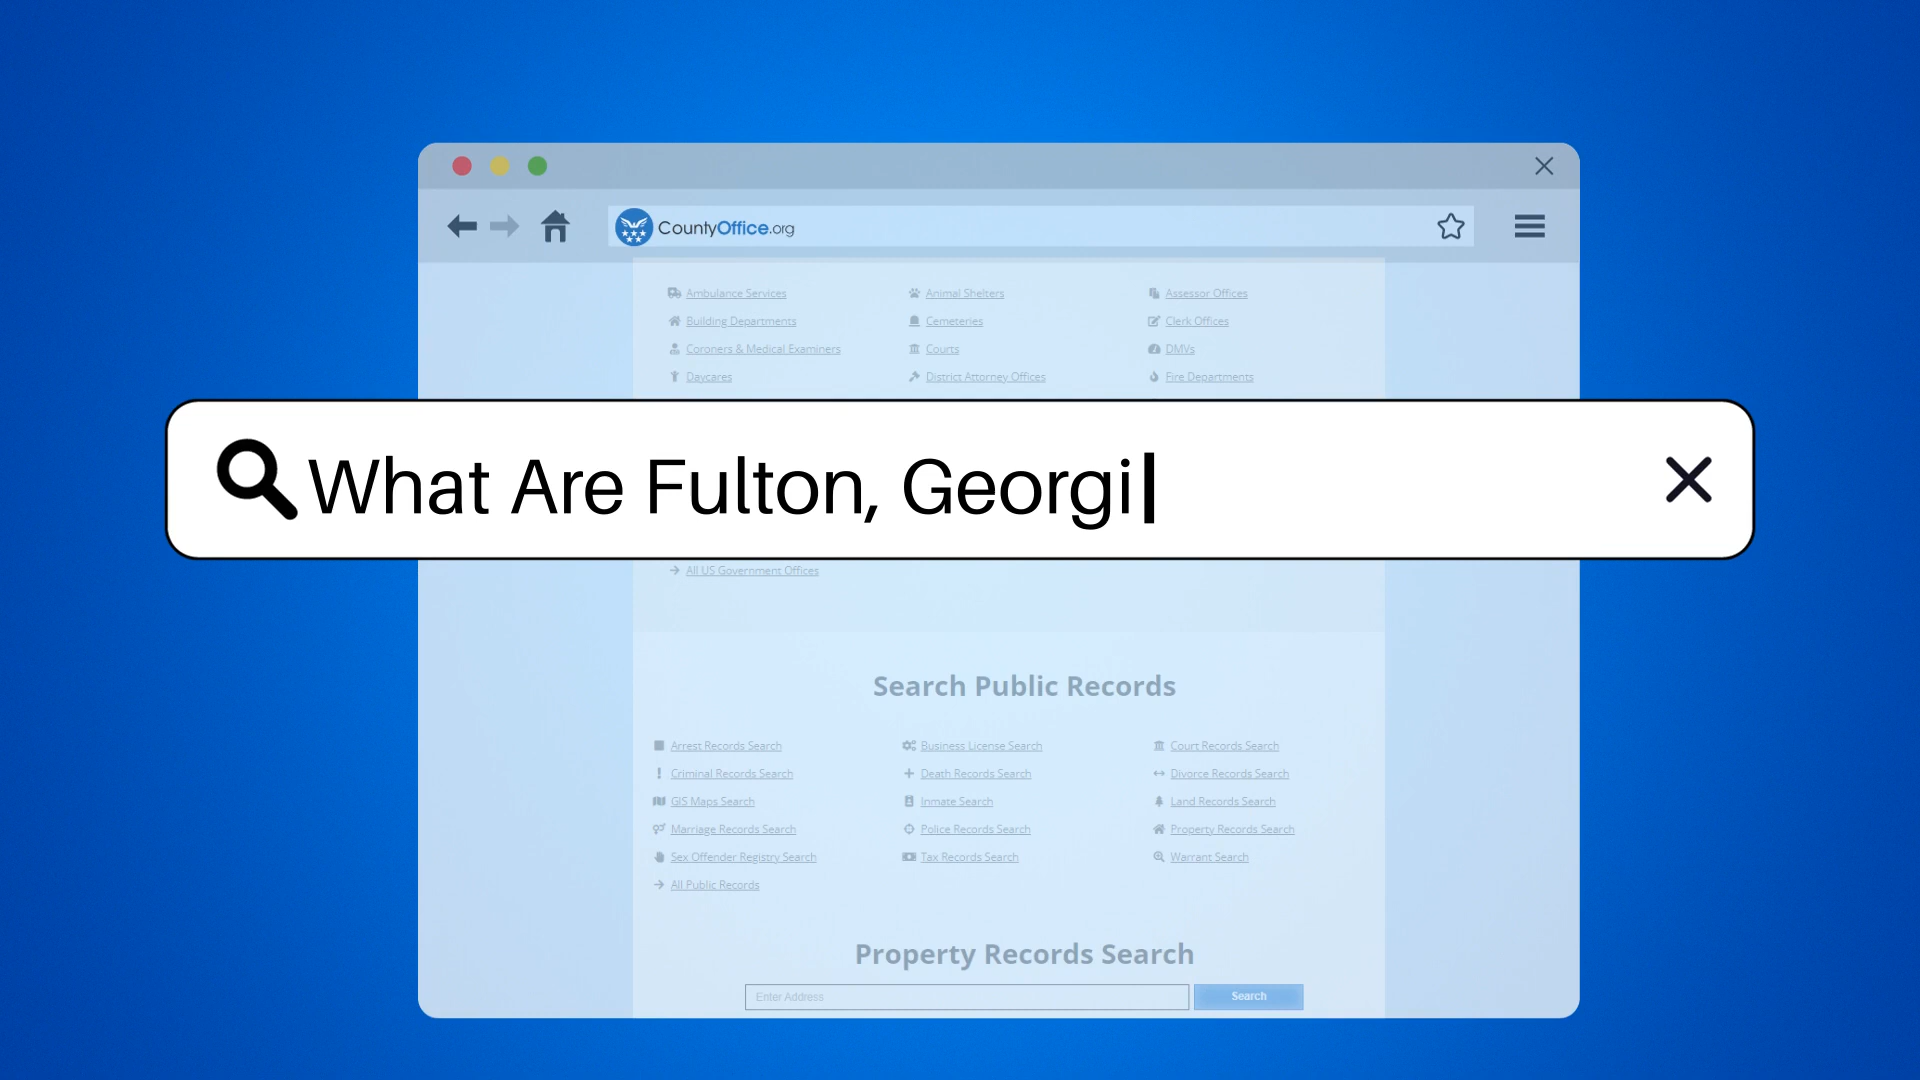 CountyOffice.org
Ambulance Services Animal Shelters Assessor Offices
Building Departments Cemeteries Clerk Offices
Coroners & Medical Examiners Courts DMVs
Daycares District Attorney Offices Fire Departments
What Are Fulton, Georgi
All US Government Offices
Search Public Records
Arrest Records Search Business License Search Court Records Search
Criminal Records Search Death Records Search Divorce Records Search
GIS Maps Search Inmate Search Land Records Search
Marriage Records Search Police Records Search Property Records Search
Sex Offender Registry Search Tax Records Search Warrant Search
All Public Records
Property Records Search
Enter Address Search